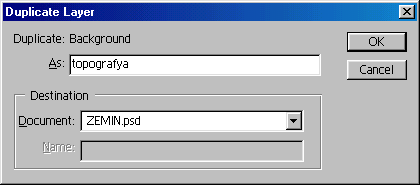 Duplicate Layer
Duplicate: Background
OK
As: topografya
Cancel
Destination
Document: ZEMIN.psd
Name: